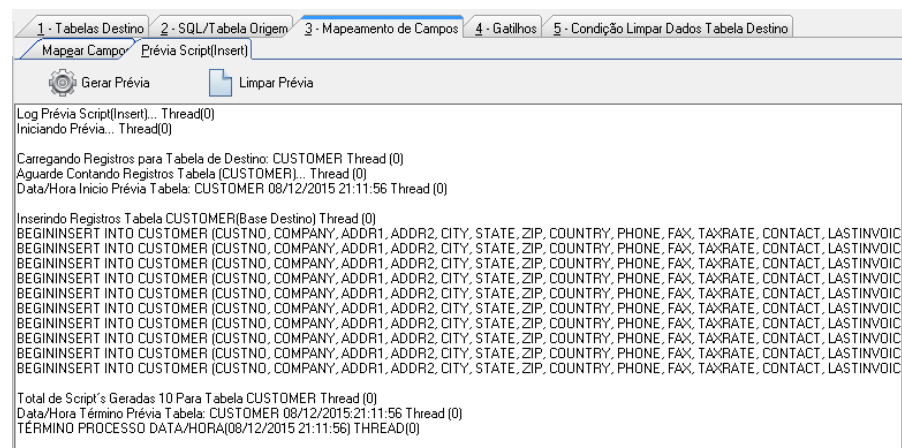 1 - Tabelas Destino 2 - SQL/Tabela Origem 3 - Mapeamento de Campos 4 - Gatilhos 5 - Condição Limpar Dados Tabela Destino
Mapear Campo Prévia Script(Insert)
Gerar Prévia Limpar Prévia
Log Prévia Script(Insert)... Thread(0)
Iniciando Prévia... Thread(0)
Carregando Registros para Tabela de Destino: CUSTOMER Thread (0)
Aguarde Contando Registros Tabela (CUSTOMER)... Thread (0)
Data/Hora Inicio Prévia Tabela: CUSTOMER 08/12/2015 21:11:56 Thread (0)
Inserindo Registros Tabela CUSTOMER(Base Destino) Thread (0)
BEGININSERT INTO CUSTOMER (CUSTNO, COMPANY, ADDR1, ADDR2, CITY, STATE, ZIP, COUNTRY, PHONE, FAX, TAXRATE, CONTACT, LASTINVOIC
BEGININSERT INTO CUSTOMER (CUSTNO, COMPANY, ADDR1, ADDR2, CITY, STATE, ZIP, COUNTRY, PHONE, FAX, TAXRATE, CONTACT, LASTINVOIC
BEGININSERT INTO CUSTOMER (CUSTNO, COMPANY, ADDR1, ADDR2, CITY, STATE, ZIP, COUNTRY, PHONE, FAX, TAXRATE, CONTACT, LASTINVOIC
BEGININSERT INTO CUSTOMER (CUSTNO, COMPANY, ADDR1, ADDR2, CITY, STATE, ZIP, COUNTRY, PHONE, FAX, TAXRATE, CONTACT, LASTINVOIC
BEGININSERT INTO CUSTOMER (CUSTNO, COMPANY, ADDR1, ADDR2, CITY, STATE, ZIP, COUNTRY, PHONE, FAX, TAXRATE, CONTACT, LASTINVOIC
BEGININSERT INTO CUSTOMER (CUSTNO, COMPANY, ADDR1, ADDR2, CITY, STATE, ZIP, COUNTRY, PHONE, FAX, TAXRATE, CONTACT, LASTINVOIC
BEGININSERT INTO CUSTOMER (CUSTNO, COMPANY, ADDR1, ADDR2, CITY, STATE, ZIP, COUNTRY, PHONE, FAX, TAXRATE, CONTACT, LASTINVOIC
BEGININSERT INTO CUSTOMER (CUSTNO, COMPANY, ADDR1, ADDR2, CITY, STATE, ZIP, COUNTRY, PHONE, FAX, TAXRATE, CONTACT, LASTINVOIC
BEGININSERT INTO CUSTOMER (CUSTNO, COMPANY, ADDR1, ADDR2, CITY, STATE, ZIP, COUNTRY, PHONE, FAX, TAXRATE, CONTACT, LASTINVOIC
BEGININSERT INTO CUSTOMER (CUSTNO, COMPANY, ADDR1, ADDR2, CITY, STATE, ZIP, COUNTRY, PHONE, FAX, TAXRATE, CONTACT, LASTINVOIC
Total de Script´s Geradas 10 Para Tabela CUSTOMER Thread (0)
Data/Hora Término Prévia Tabela: CUSTOMER 08/12/2015:21:11:56 Thread (0)
TÉRMINO PROCESSO DATA/HORA(08/12/2015 21:11:56) THREAD(0)